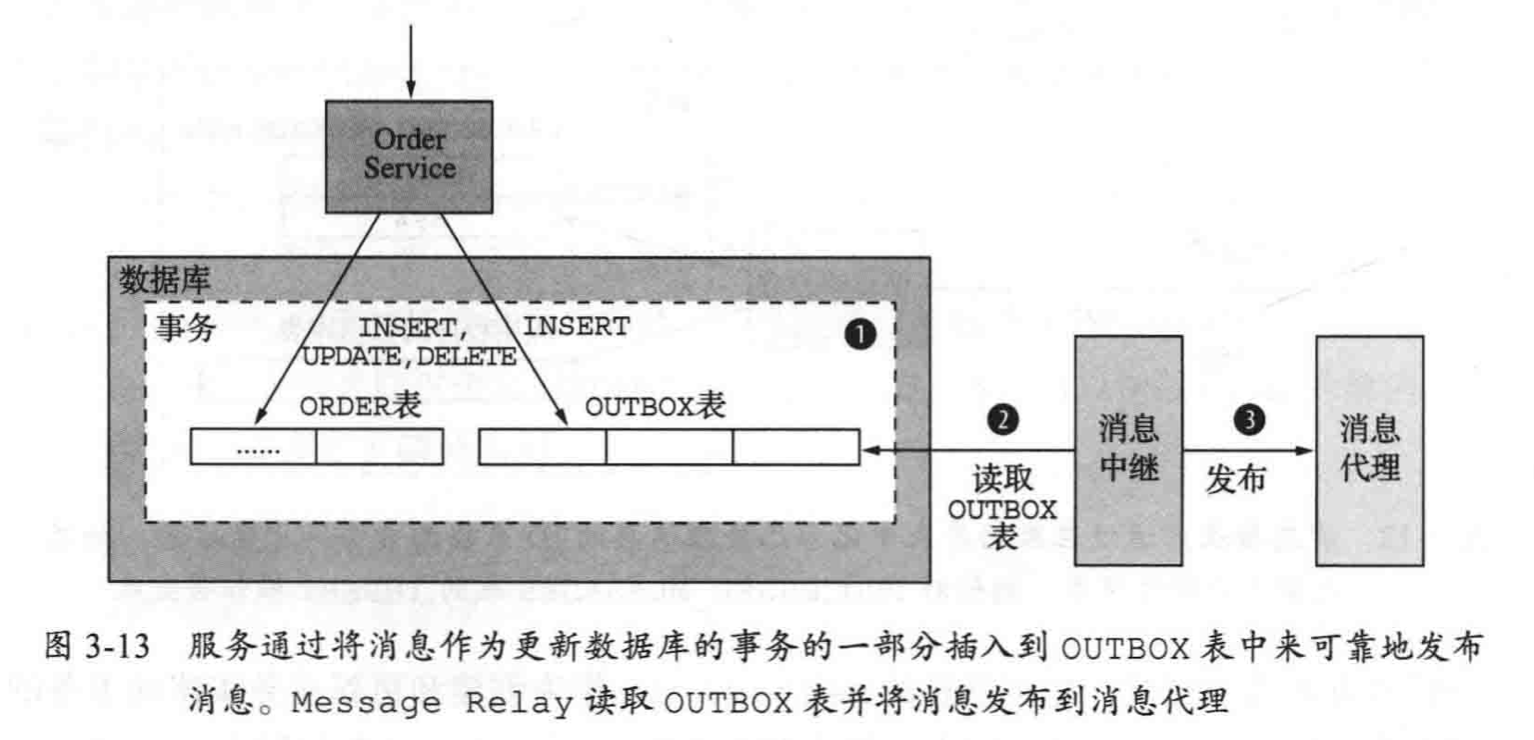 Order
Service
数据库
事务
INSERT,
UPDATE,DELETE
INSERT
❶
ORDER表
OUTBOX表
......
❷
读取
OUTBOX
表
消息
中继
❸
发布
消息
代理
图 3-13 服务通过将消息作为更新数据库的事务的一部分插入到 OUTBOX 表中来可靠地发布
消息。Message Relay 读取 OUTBOX 表并将消息发布到消息代理